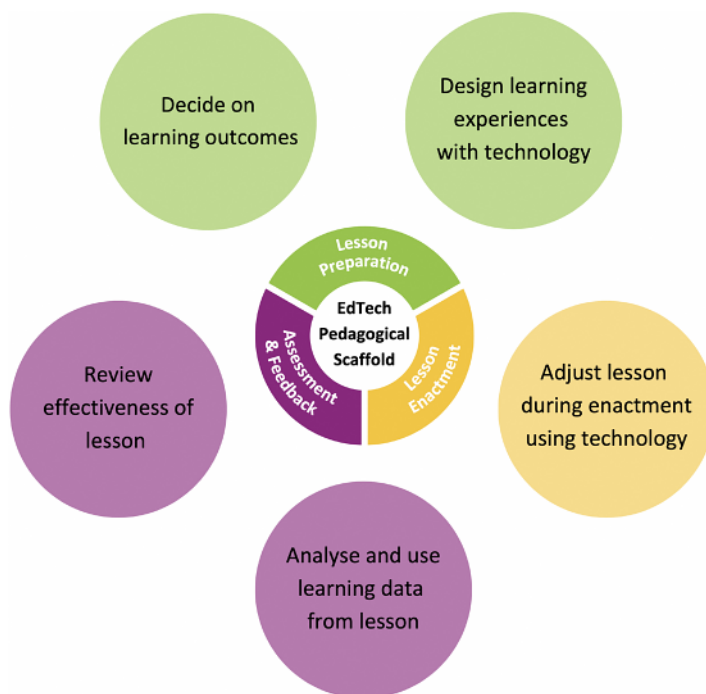 Decide on
learning outcomes
Design learning
experiences
with technology
Lesson
Preparation
EdTech
Pedagogical
Scaffold
Assessment
& Feedback
Lesson
Enactment
Review
effectiveness of
lesson
Adjust lesson
during enactment
using technology
Analyse and use
learning data
from lesson